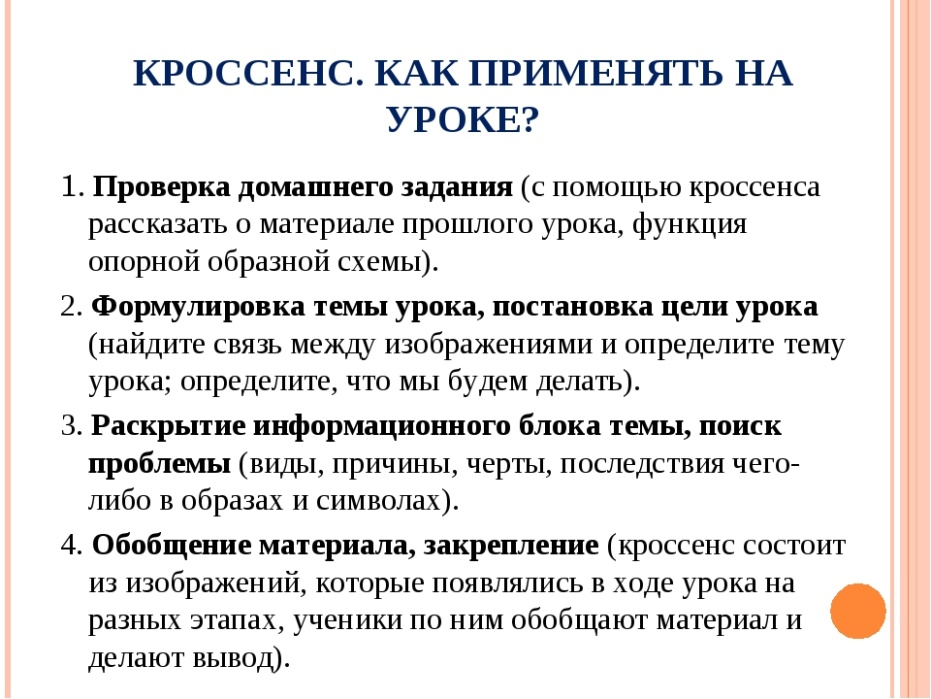 КРОССЕНС. КАК ПРИМЕНЯТЬ НА
УРОКЕ?
1. Проверка домашнего задания (с помощью кроссенса
рассказать о материале прошлого урока, функция
опорной образной схемы).
2. Формулировка темы урока, постановка цели урока
(найдите связь между изображениями и определите тему
урока; определите, что мы будем делать).
3. Раскрытие информационного блока темы, поиск
проблемы (виды, причины, черты, последствия чего-
либо в образах и символах).
4. Обобщение материала, закрепление (кроссенс состоит
из изображений, которые появлялись в ходе урока на
разных этапах, ученики по ним обобщают материал и
делают вывод).